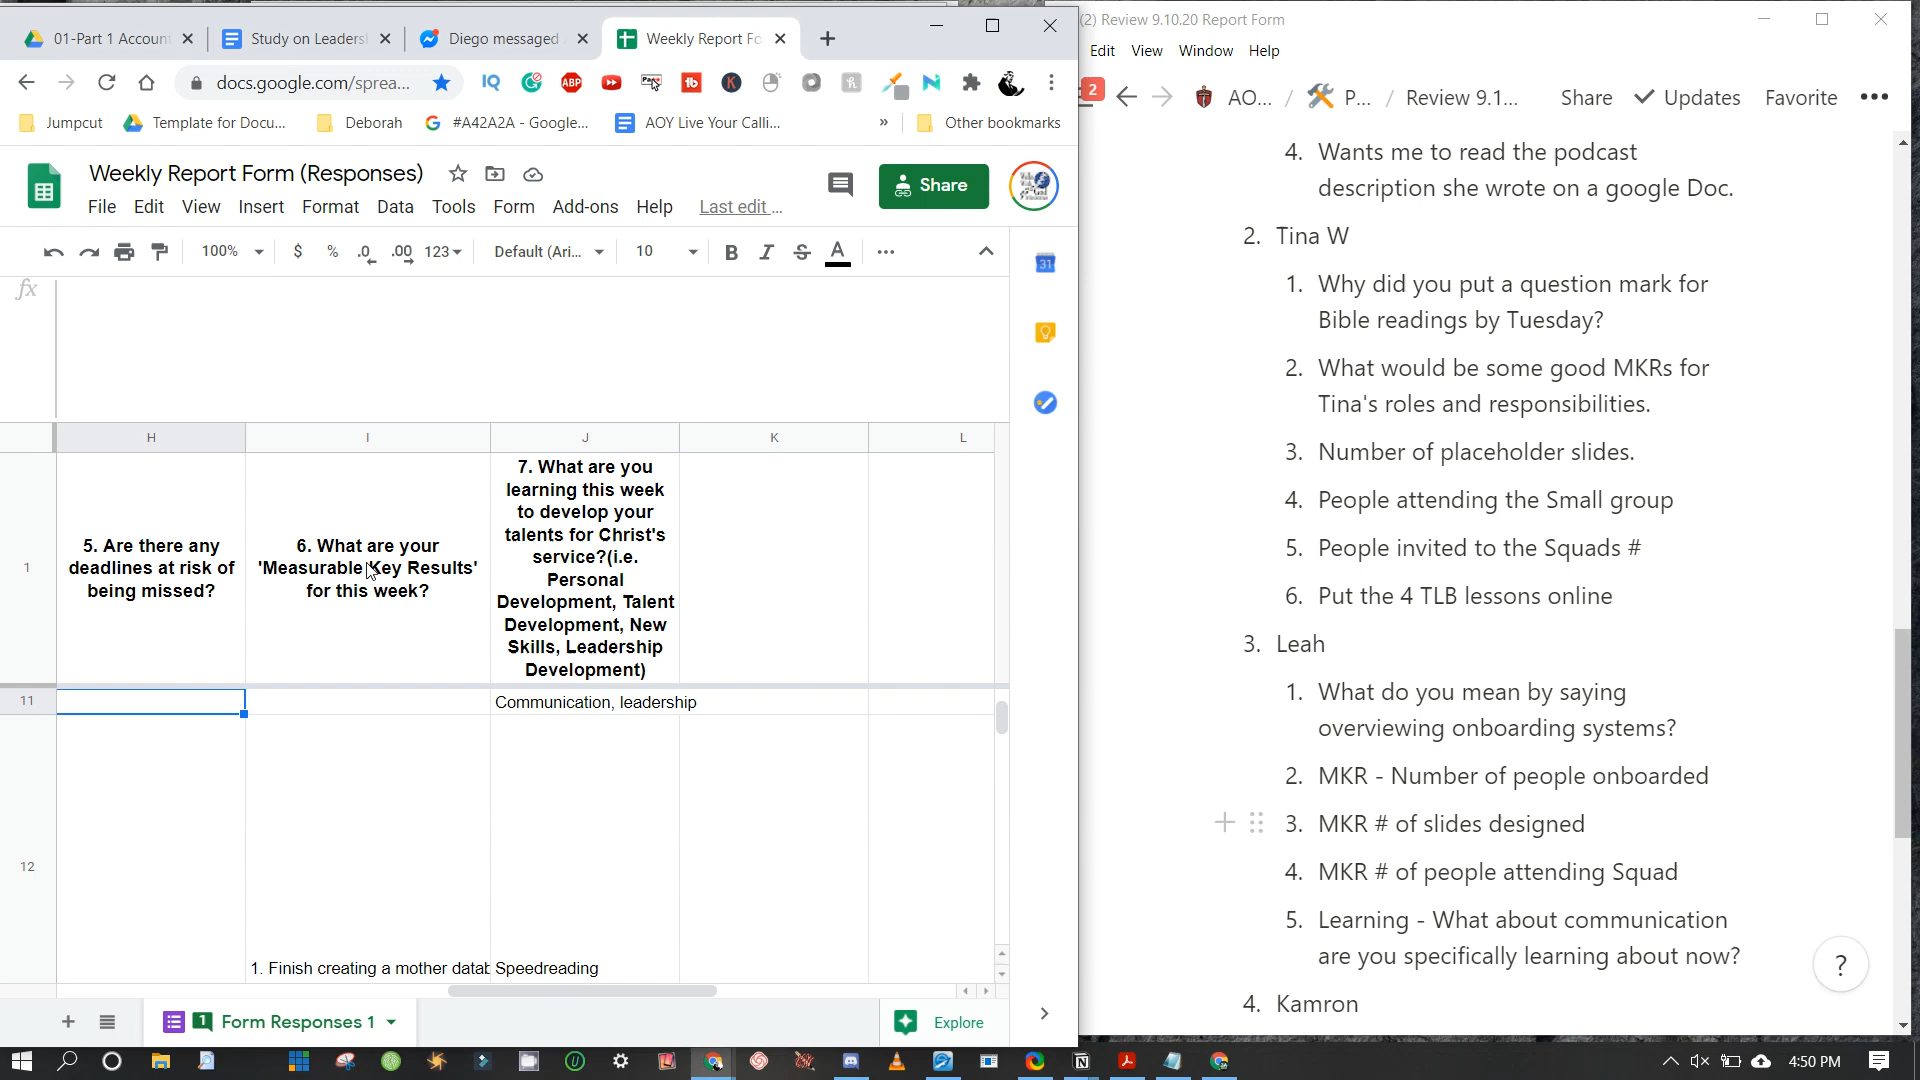 01-Part 1 Account
Study on Leaders
Diego messaged
Weekly Report Fo
docs.google.com/sprea...
Jumpcut
Template for Docu...
Deborah
#A42A2A - Google...
AOY Live Your Calli...
»
Other bookmarks
Weekly Report Form (Responses)
Share
File Edit View Insert Format Data Tools Form Add-ons Help Last edit ...
100% $ % .0 .00 123 Default (Ari... 10 B I S A
fx
H I J K L
1
5. Are there any
deadlines at risk of
being missed?
6. What are your
'Measurable Key Results'
for this week?
7. What are you
learning this week
to develop your
talents for Christ's
service?(i.e.
Personal
Development, Talent
Development, New
Skills, Leadership
Development)
11
Communication, leadership
12
1. Finish creating a mother datab
Speedreading
1
Form Responses 1
Explore
(2) Review 9.10.20 Report Form
Edit View Window Help
2
AO... / P... / Review 9.1...
Share
Updates
Favorite
4. Wants me to read the podcast
description she wrote on a google Doc.
2. Tina W
1. Why did you put a question mark for
Bible readings by Tuesday?
2. What would be some good MKRs for
Tina's roles and responsibilities.
3. Number of placeholder slides.
4. People attending the Small group
5. People invited to the Squads #
6. Put the 4 TLB lessons online
3. Leah
1. What do you mean by saying
overviewing onboarding systems?
2. MKR - Number of people onboarded
3. MKR # of slides designed
4. MKR # of people attending Squad
5. Learning - What about communication
are you specifically learning about now?
4. Kamron
?
4:50 PM